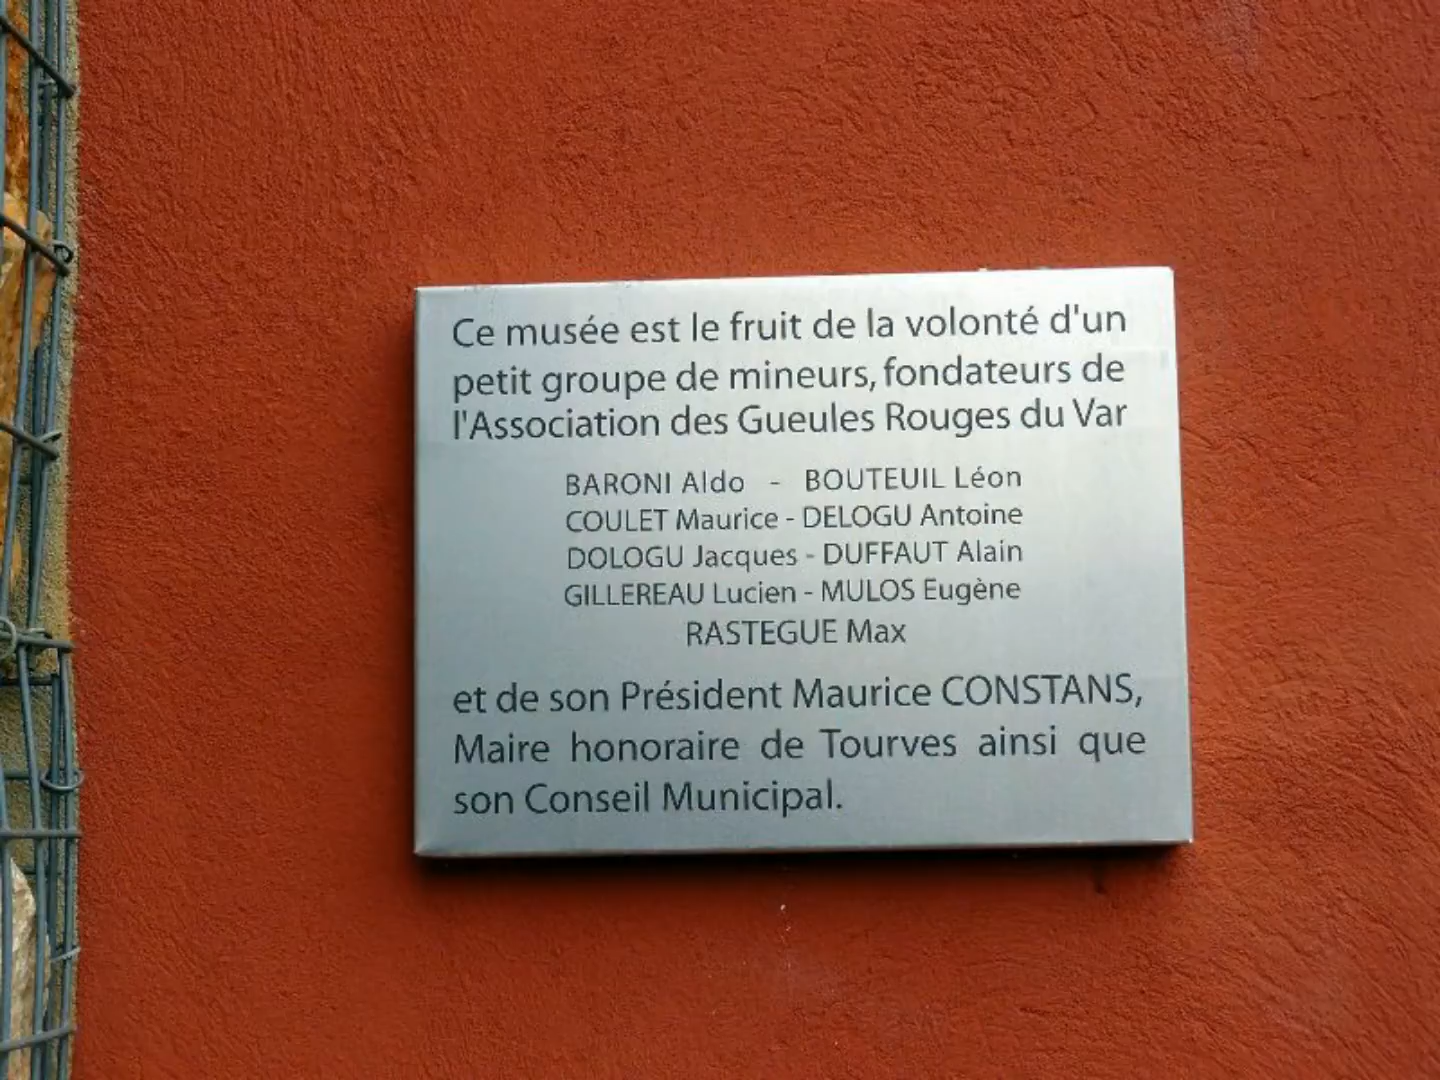 Ce musée est le fruit de la volonté d'un
petit groupe de mineurs, fondateurs de
l'Association des Gueules Rouges du Var
BARONI Aldo - BOUTEUIL Léon
COULET Maurice - DELOGU Antoine
DOLOGU Jacques - DUFFAUT Alain
GILLEREAU Lucien - MULOS Eugène
RASTEGUE Max
et de son Président Maurice CONSTANS,
Maire honoraire de Tourves ainsi que
son Conseil Municipal.